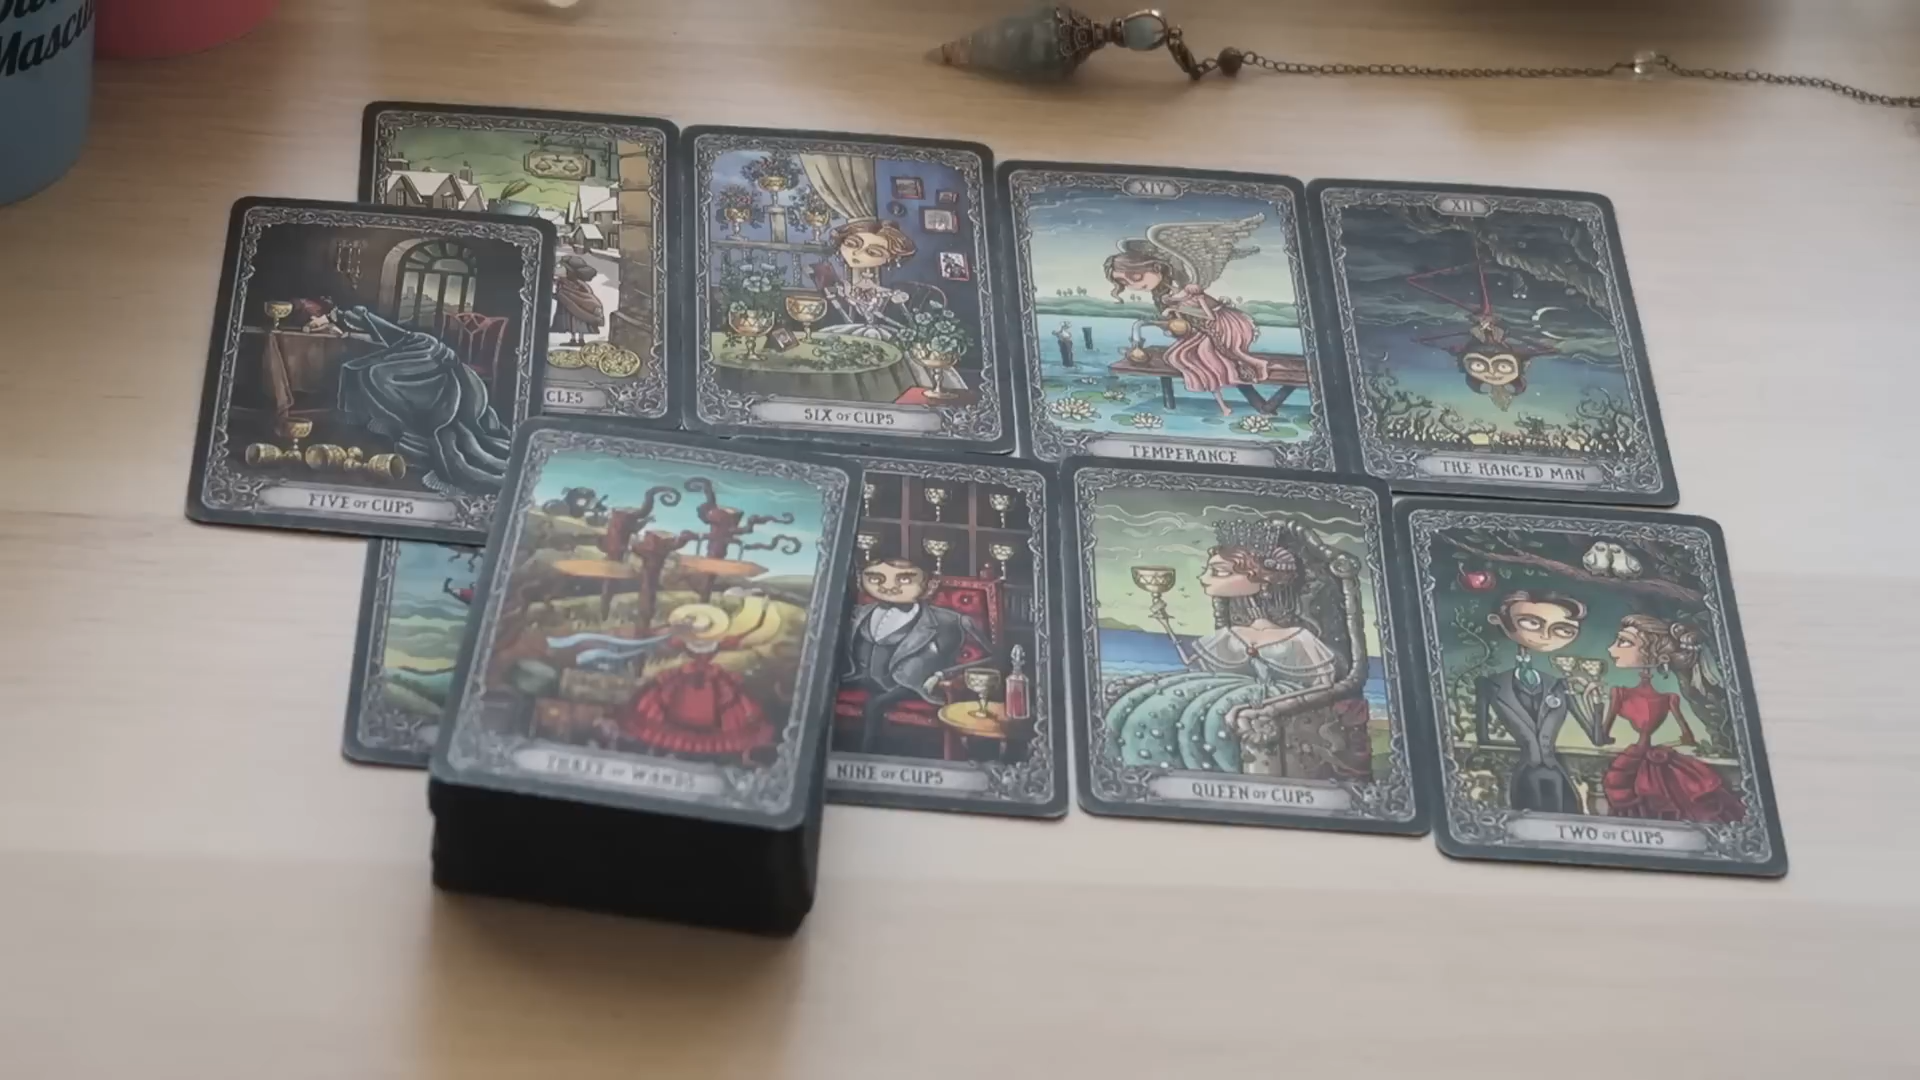 Mascu
XIV
XII
CLES
SIX OF CUPS
TEMPERANCE
THE HANGED MAN
FIVE OF CUPS
THREE OF WANDS
NINE OF CUPS
QUEEN OF CUPS
TWO OF CUPS